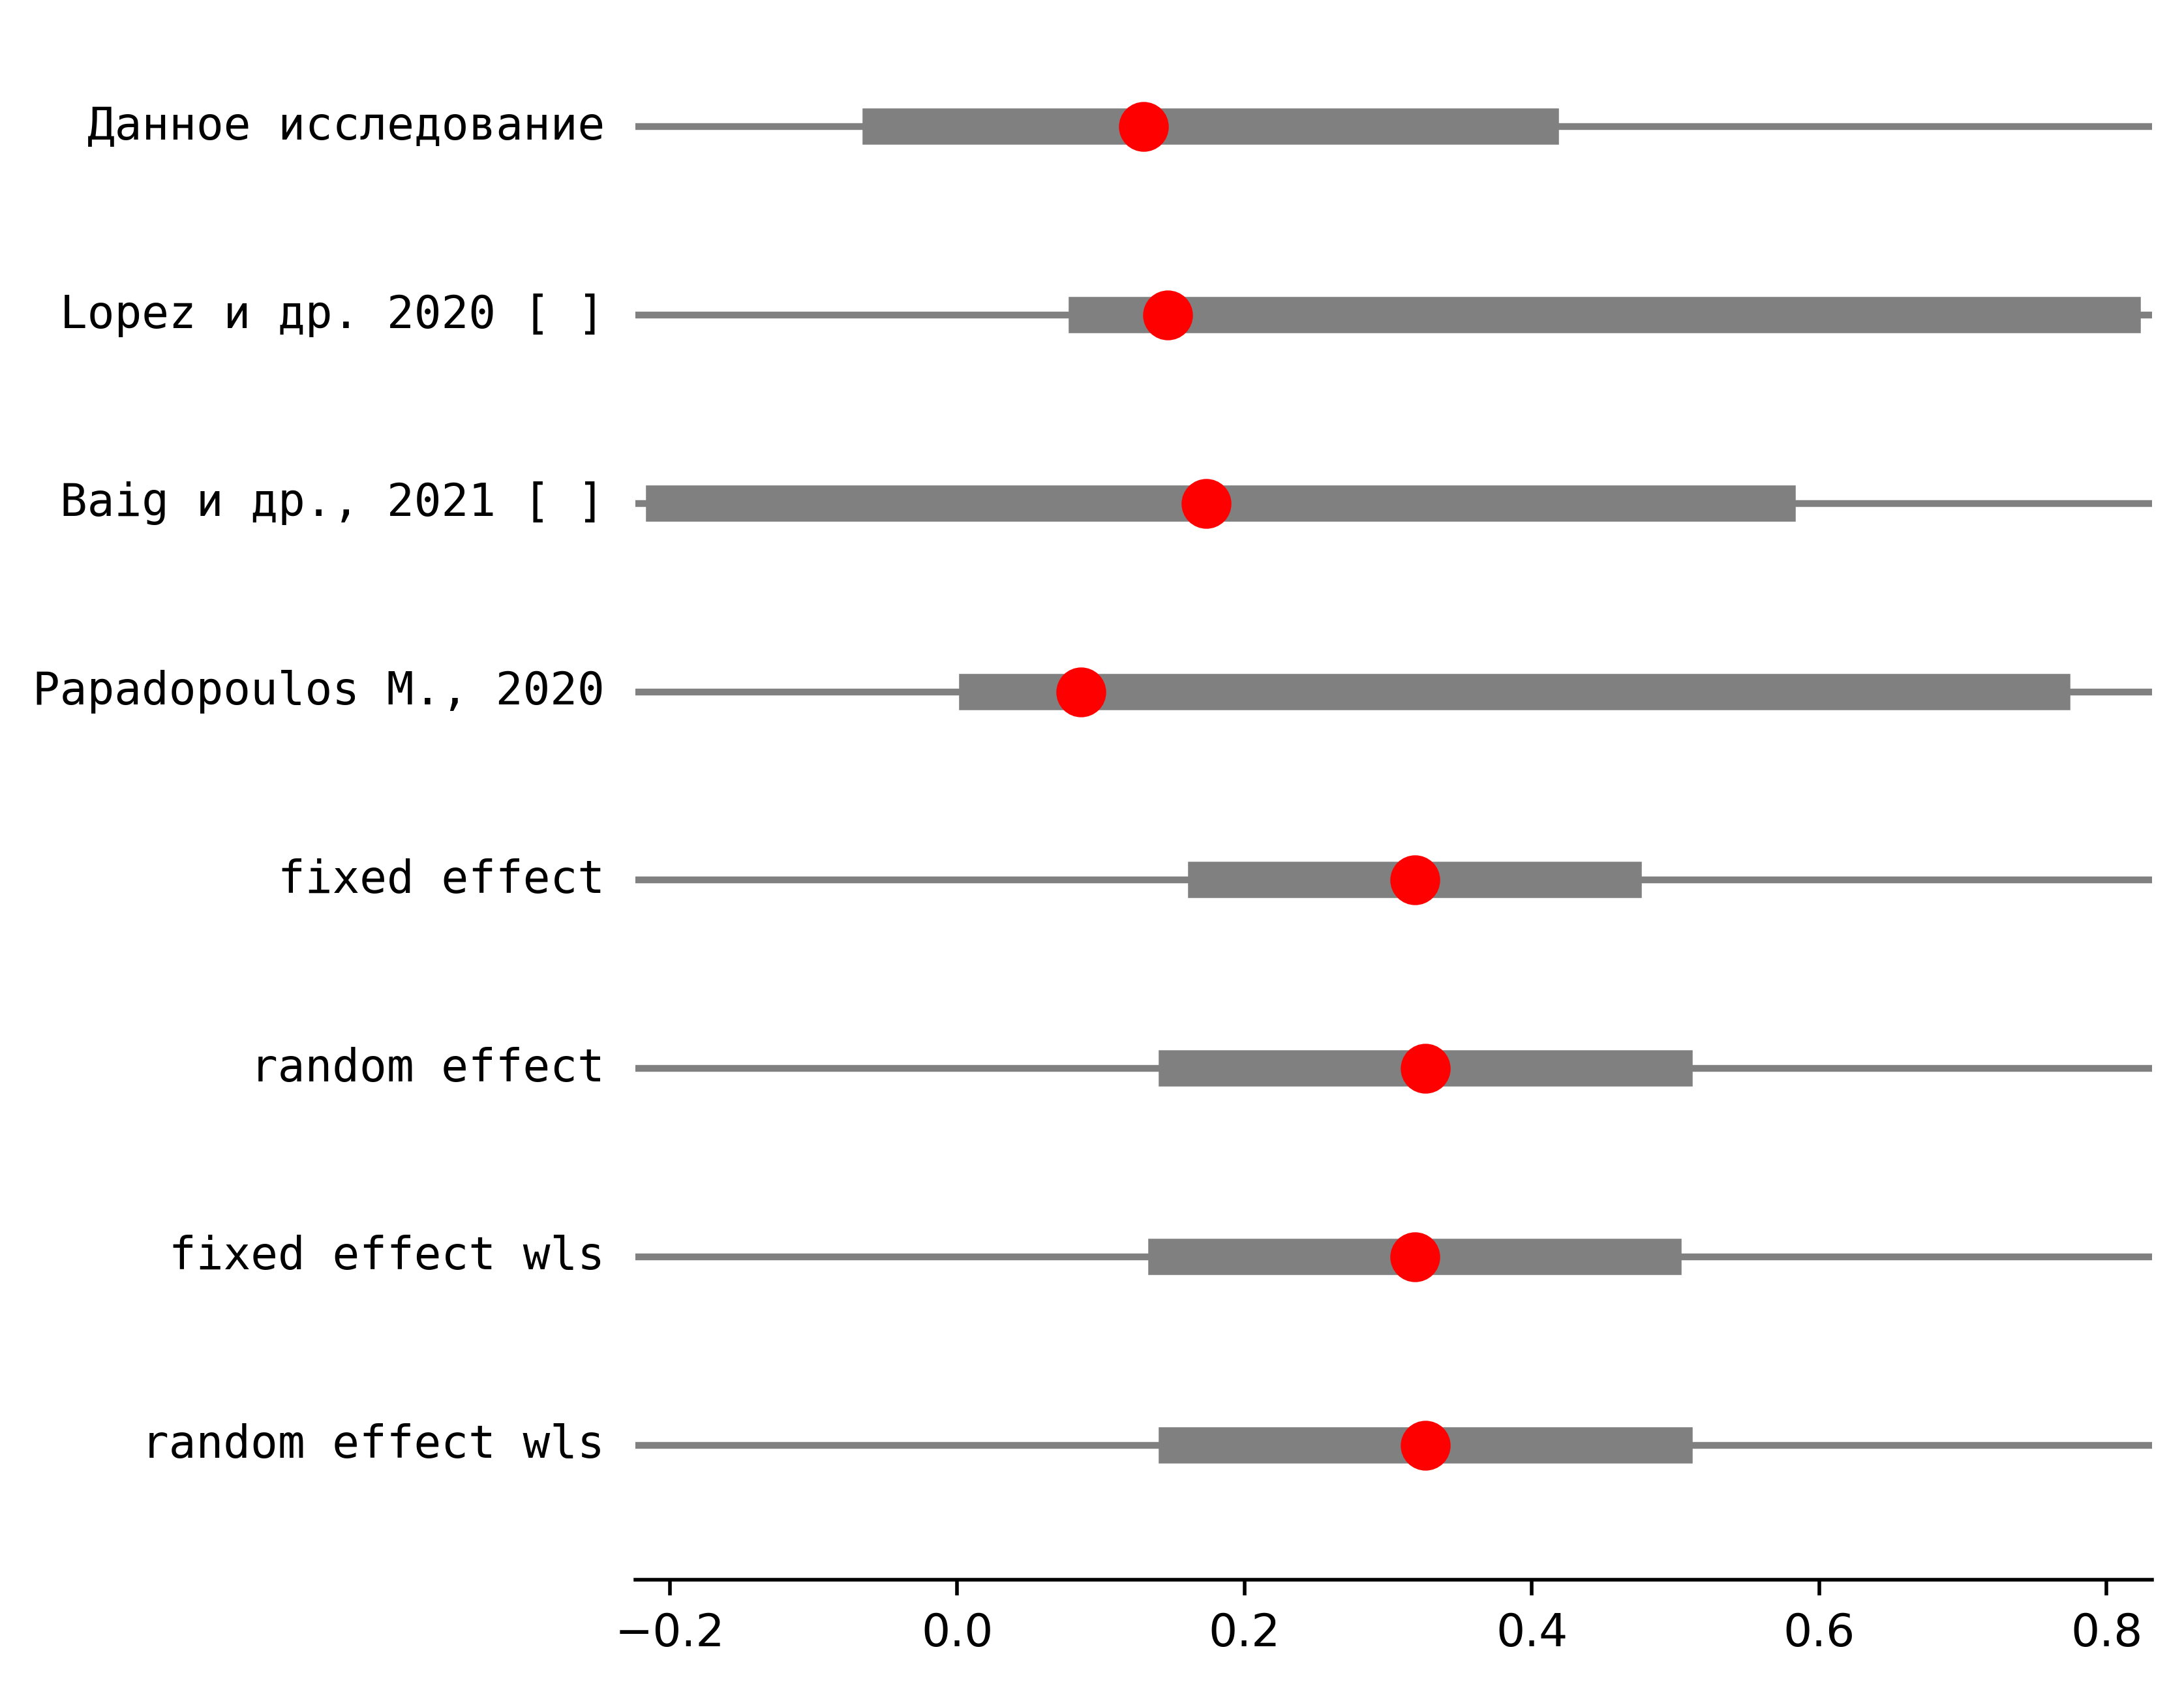 Данное исследование
Lopez и др. 2020 [ ]
Baig и др., 2021 [ ]
Papadopoulos M., 2020
fixed effect
random effect
fixed effect wls
random effect wls
−0.2 0.0 0.2 0.4 0.6 0.8